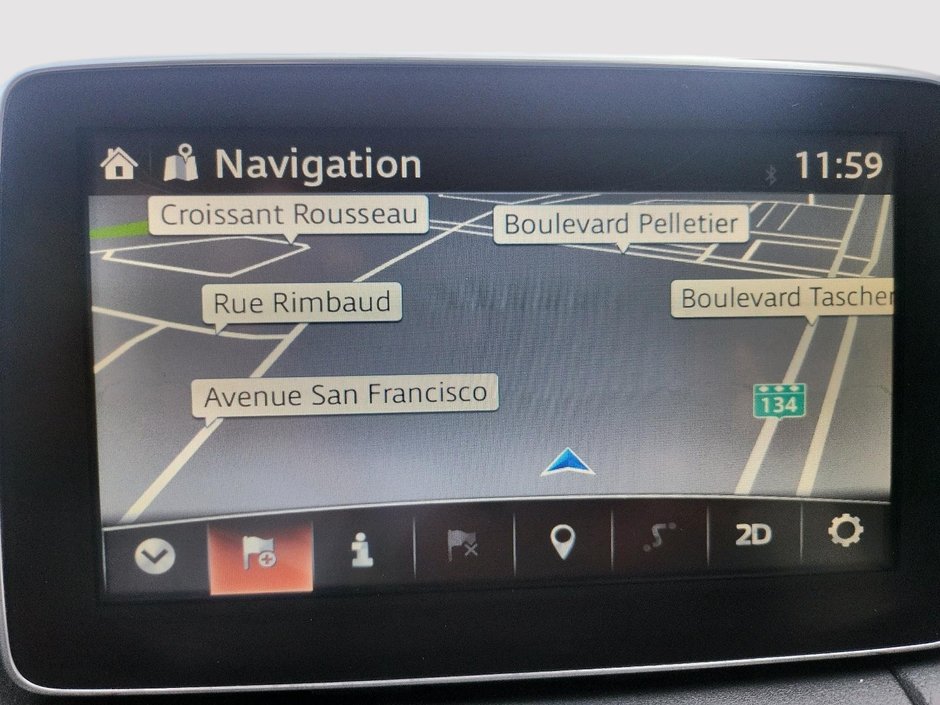 Navigation
11:59
Croissant Rousseau
Boulevard Pelletier
Rue Rimbaud
Boulevard Tascher
Avenue San Francisco
134
2D